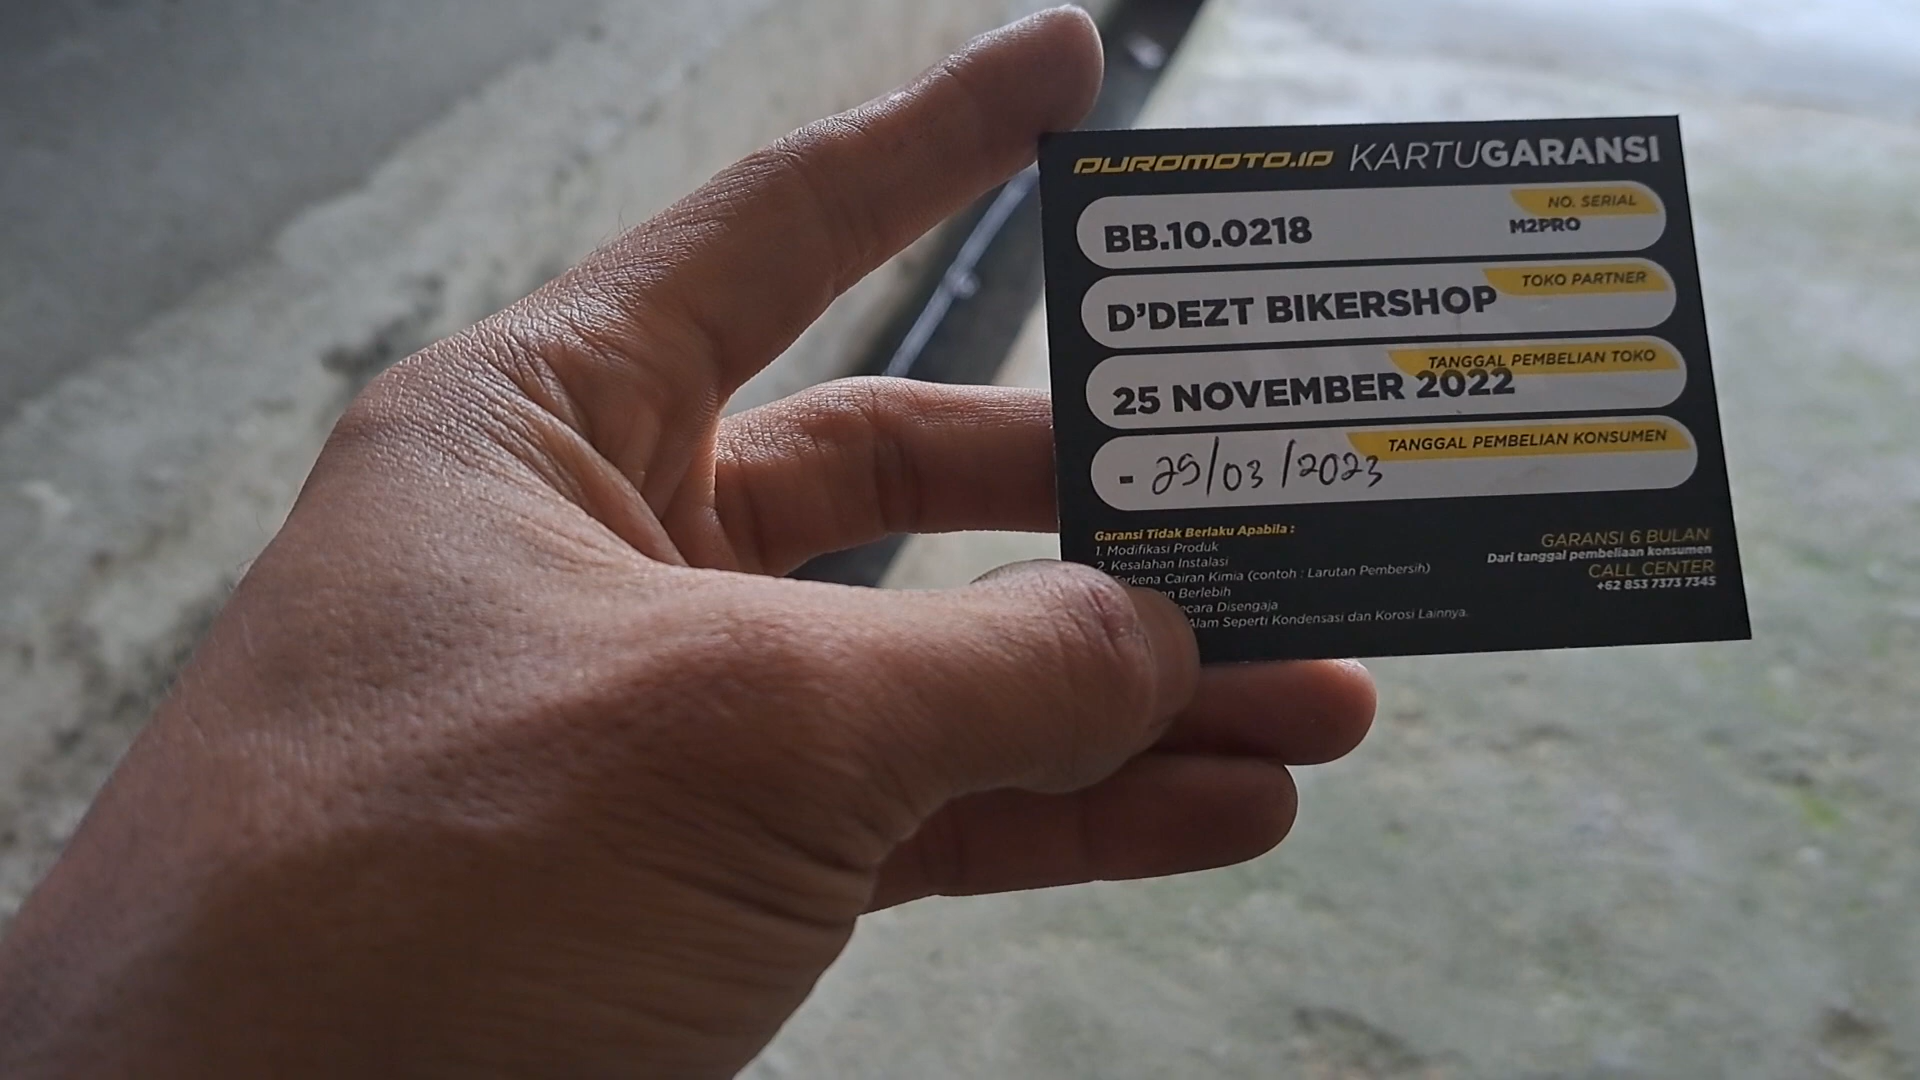 DUROMOTO.ID KARTUGARANSI
NO. SERIAL
BB.10.0218 M2PRO
TOKO PARTNER
D'DEZT BIKERSHOP
TANGGAL PEMBELIAN TOKO
25 NOVEMBER 2022
TANGGAL PEMBELIAN KONSUMEN
- 29/03/2023
Garansi Tidak Berlaku Apabila :
1. Modifikasi Produk
2. Kesalahan Instalasi
Cairan Kimia (contoh : Larutan Pembersih)
Berlebih
Disengaja
Alam Seperti Kondensasi dan Korosi Lainnya.
GARANSI 6 BULAN
Dari tanggal pembeliaan konsumen
CALL CENTER
+62 853 7373 7345